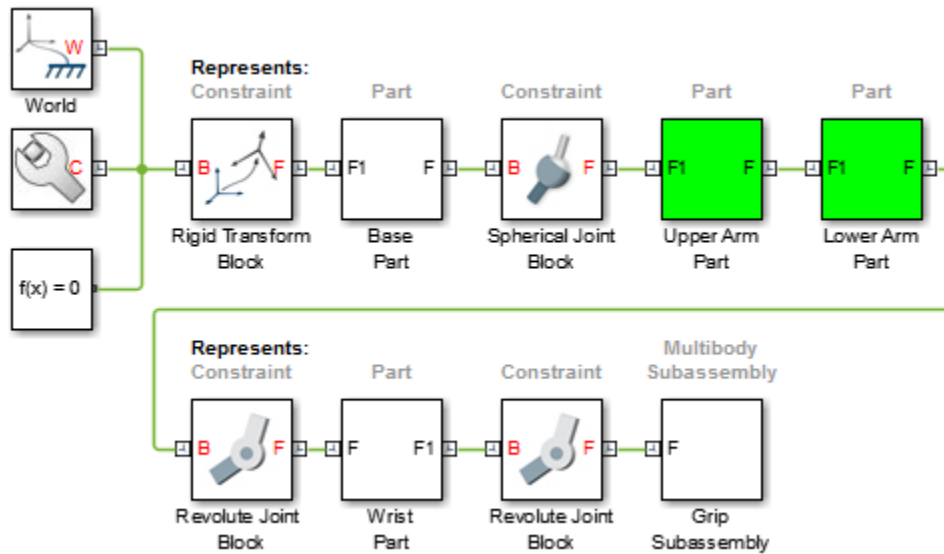 W
World
C
f(x) = 0
Represents:
Constraint Part Constraint Part Part
B F F1 F B F F1 F F1 F
Rigid Transform Base Spherical Joint Upper Arm Lower Arm
Block Part Block Part Part
Represents: Multibody
Constraint Part Constraint Subassembly
B F F F1 B F F
Revolute Joint Wrist Revolute Joint Grip
Block Part Block Subassembly